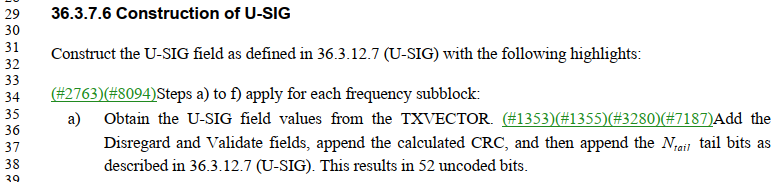 29 36.3.7.6 Construction of U-SIG
30
31 Construct the U-SIG field as defined in 36.3.12.7 (U-SIG) with the following highlights:
32
33
34 (#2763)(#8094)Steps a) to f) apply for each frequency subblock:
35 a) Obtain the U-SIG field values from the TXVECTOR. (#1353)(#1355)(#3280)(#7187)Add the
36
37 Disregard and Validate fields, append the calculated CRC, and then append the N_tail tail bits as
38 described in 36.3.12.7 (U-SIG). This results in 52 uncoded bits.
39